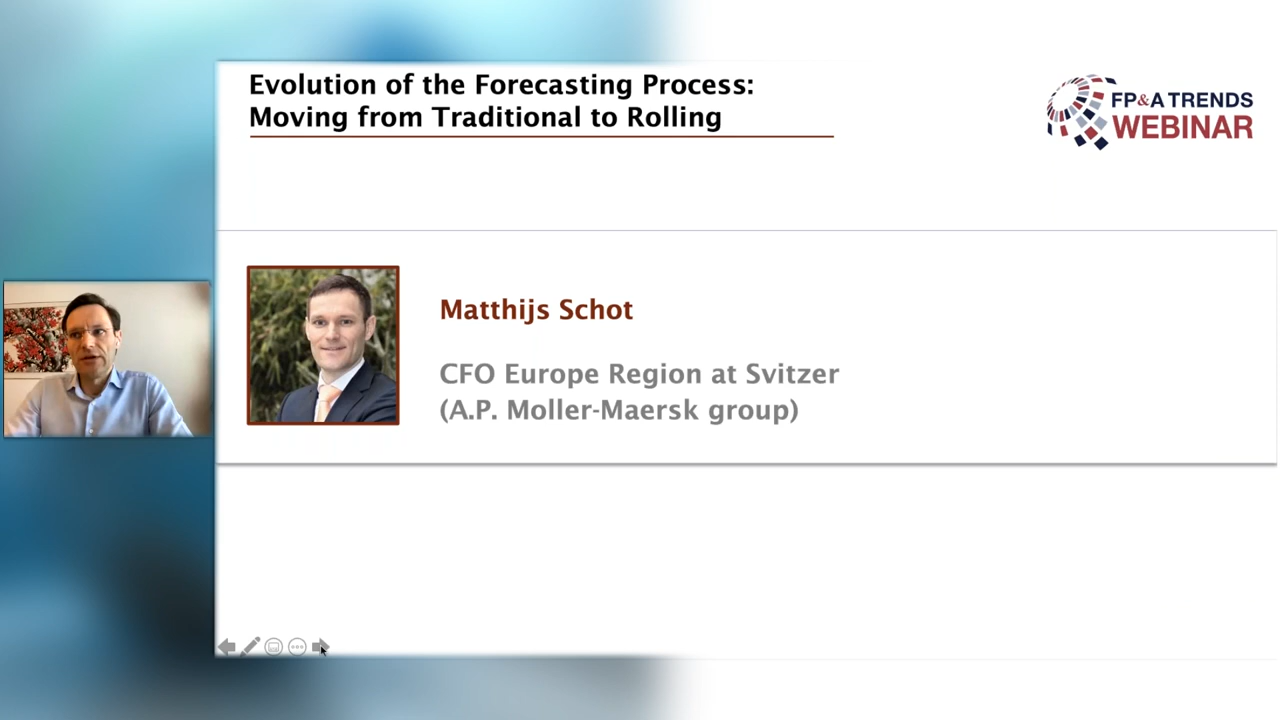 Evolution of the Forecasting Process:
Moving from Traditional to Rolling
FP&A TRENDS
WEBINAR
Matthijs Schot
CFO Europe Region at Svitzer
(A.P. Moller-Maersk group)